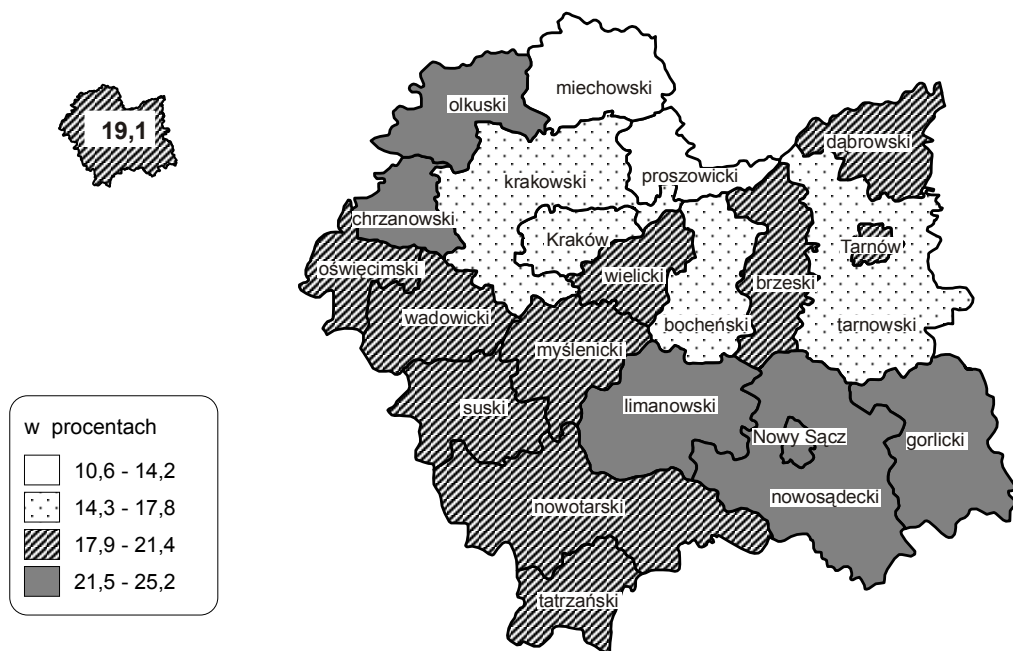 19,1
miechowski
olkuski
dąbrowski
proszowicki
krakowski
chrzanowski
Kraków
Tarnów
oświęcimski
wielicki
brzeski
wadowicki
bocheński
tarnowski
myślenicki
suski
limanowski
Nowy Sącz
gorlicki
nowosądecki
nowotarski
tatrzański
w procentach
10,6 - 14,2
14,3 - 17,8
17,9 - 21,4
21,5 - 25,2